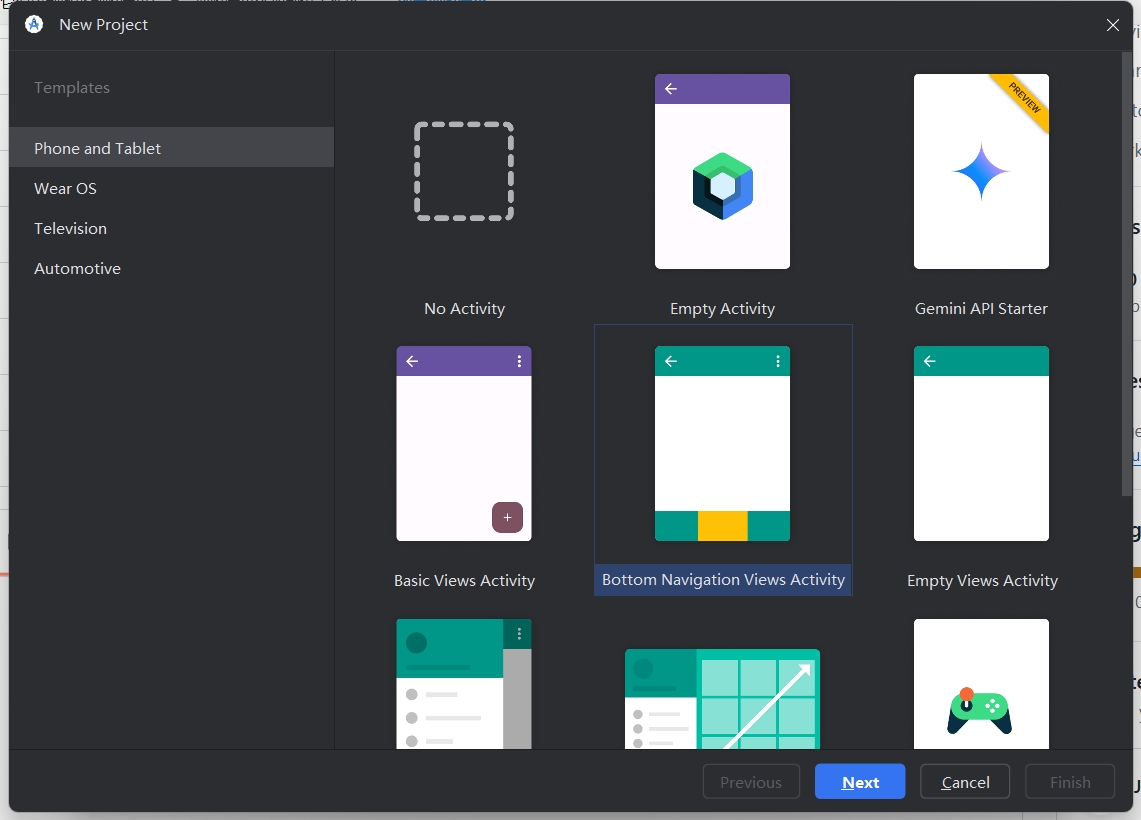 New Project
Templates
Phone and Tablet
Wear OS
Television
Automotive
PREVIEW
No Activity
Empty Activity
Gemini API Starter
Basic Views Activity
Bottom Navigation Views Activity
Empty Views Activity
Previous
Next
Cancel
Finish